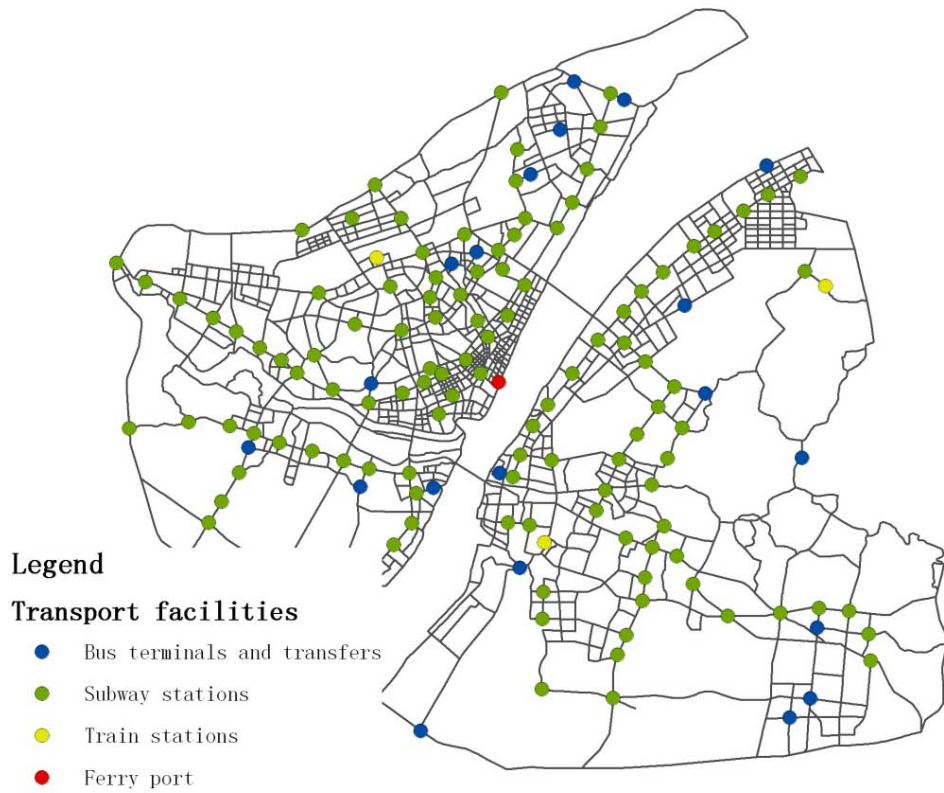 Legend
Transport facilities
Bus terminals and transfers
Subway stations
Train stations
Ferry port